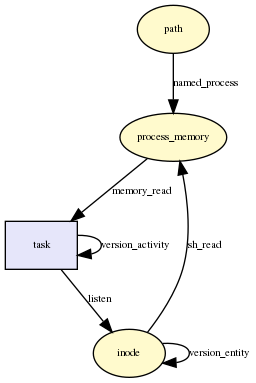 path
named_process
process_memory
memory_read
task
version_activity
sh_read
listen
inode
version_entity